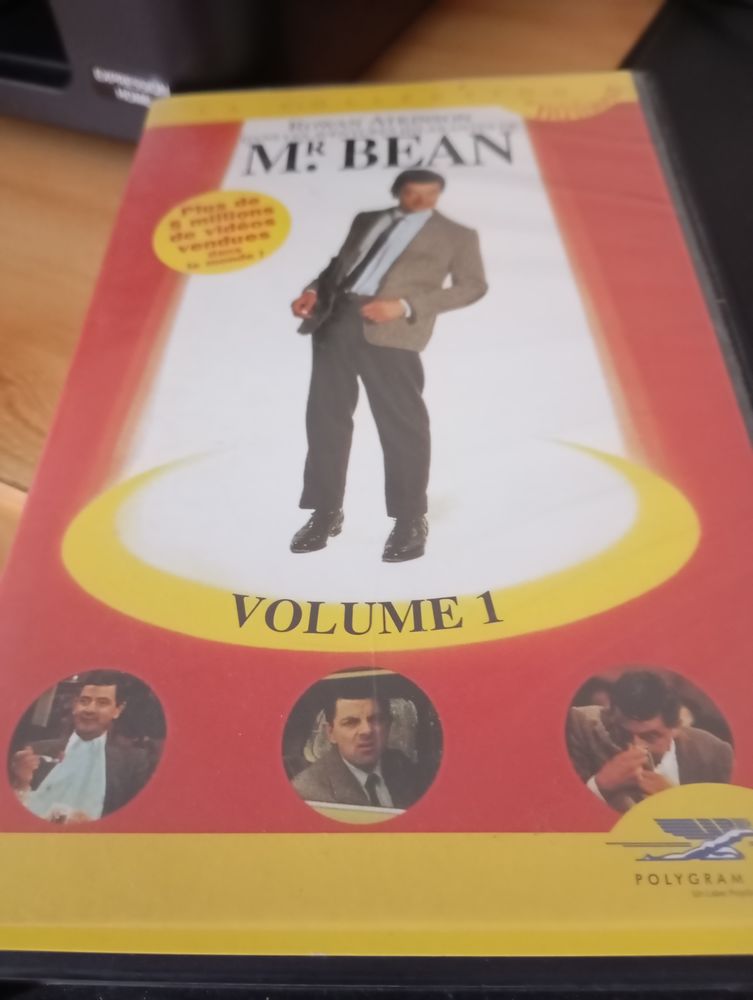 ROWAN ATKINSON
MR. BEAN
Plus de
5 millions
de vidéos
vendues
dans
le monde !
VOLUME 1
POLYGRAM